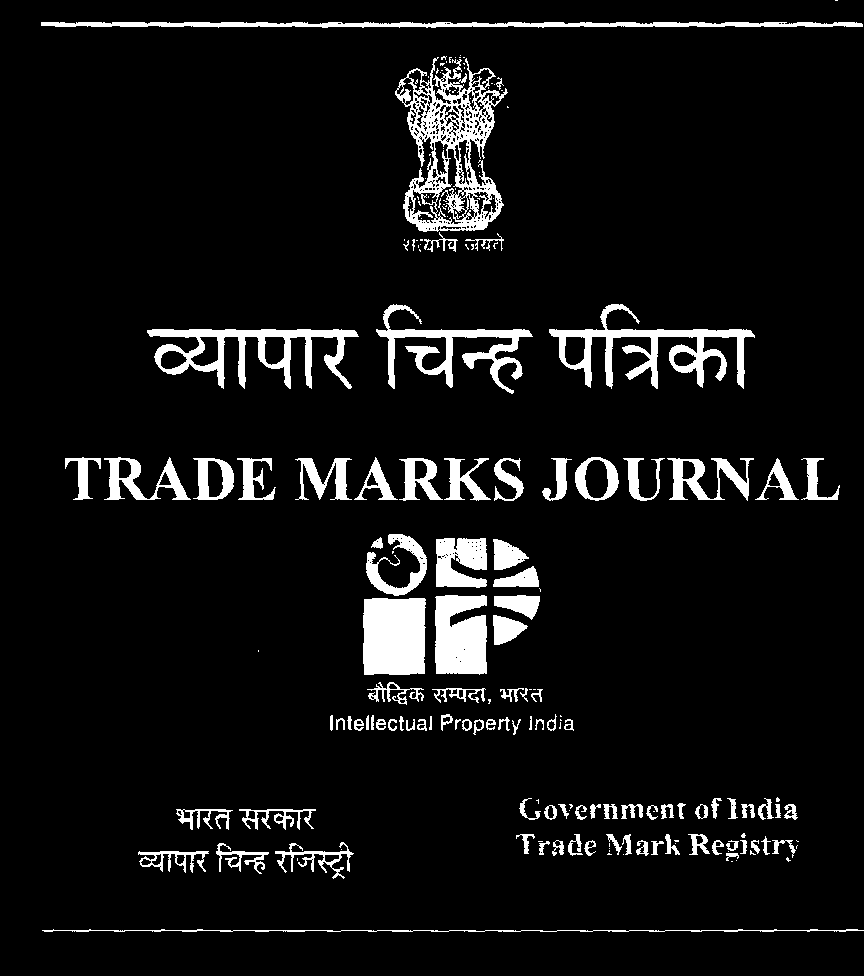 सत्यमेव जयते
व्यापार चिन्ह पत्रिका
TRADE MARKS JOURNAL
बौद्धिक सम्पदा, भारत
Intellectual Property India
भारत सरकार
व्यापार चिन्ह रजिस्ट्री
Government of India
Trade Mark Registry